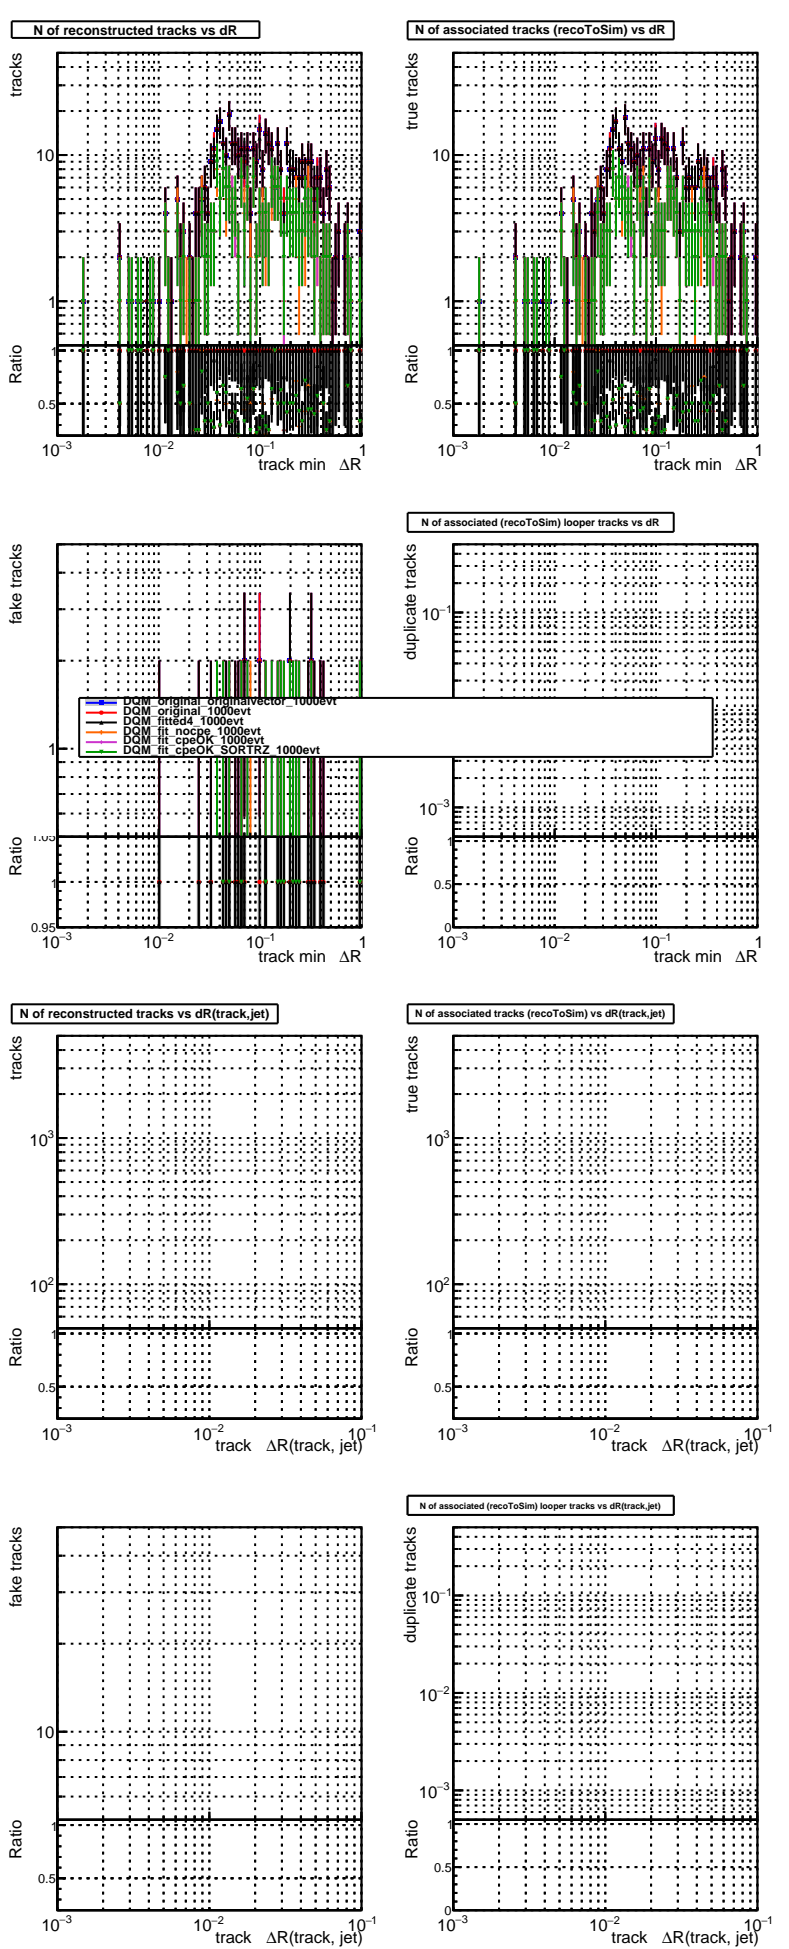 N of reconstructed tracks vs dR
tracks
10
1
Ratio
1
0.5
10−3 10−2 10−1 1
track min ΔR
N of associated tracks (recoToSim) vs dR
true tracks
10
1
Ratio
1
0.5
10−3 10−2 10−1 1
track min ΔR
fake tracks
1
Ratio
1.05
1
0.95
10−3 10−2 10−1 1
track min ΔR
N of associated (recoToSim) looper tracks vs dR
duplicate tracks
10−1
10−3
Ratio
1
0.5
0
10−3 10−2 10−1 1
track min ΔR
DQM_original_originalvector_1000evt
DQM_original_1000evt
DQM_fitted4_1000evt
DQM_fit_nocpe_1000evt
DQM_fit_cpeOK_1000evt
DQM_fit_cpeOK_SORTRZ_1000evt
N of reconstructed tracks vs dR(track,jet)
tracks
103
102
Ratio
1
0.5
10−3 10−2 10−1
track ΔR(track, jet)
N of associated tracks (recoToSim) vs dR(track,jet)
true tracks
103
102
Ratio
1
0.5
10−3 10−2 10−1
track ΔR(track, jet)
fake tracks
10
Ratio
1
0.5
10−3 10−2 10−1
track ΔR(track, jet)
N of associated (recoToSim) looper tracks vs dR(track,jet)
duplicate tracks
10−1
10−2
10−3
Ratio
1
0.5
0
10−3 10−2 10−1
track ΔR(track, jet)